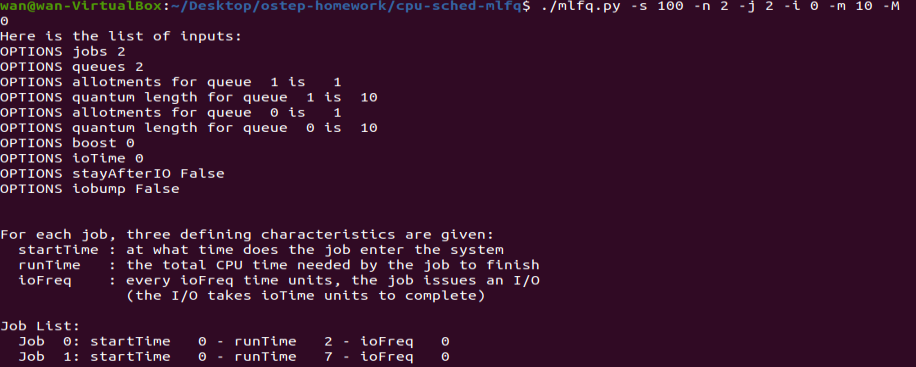 wan@wan-VirtualBox:~/Desktop/ostep-homework/cpu-sched-mlfq$ ./mlfq.py -s 100 -n 2 -j 2 -i 0 -m 10 -M
0
Here is the list of inputs:
OPTIONS jobs 2
OPTIONS queues 2
OPTIONS allotments for queue  1 is   1
OPTIONS quantum length for queue  1 is  10
OPTIONS allotments for queue  0 is   1
OPTIONS quantum length for queue  0 is  10
OPTIONS boost 0
OPTIONS ioTime 0
OPTIONS stayAfterIO False
OPTIONS iobump False
For each job, three defining characteristics are given:
  startTime : at what time does the job enter the system
  runTime   : the total CPU time needed by the job to finish
  ioFreq    : every ioFreq time units, the job issues an I/O
              (the I/O takes ioTime units to complete)
Job List:
  Job  0: startTime   0 - runTime   2 - ioFreq   0
  Job  1: startTime   0 - runTime   7 - ioFreq   0